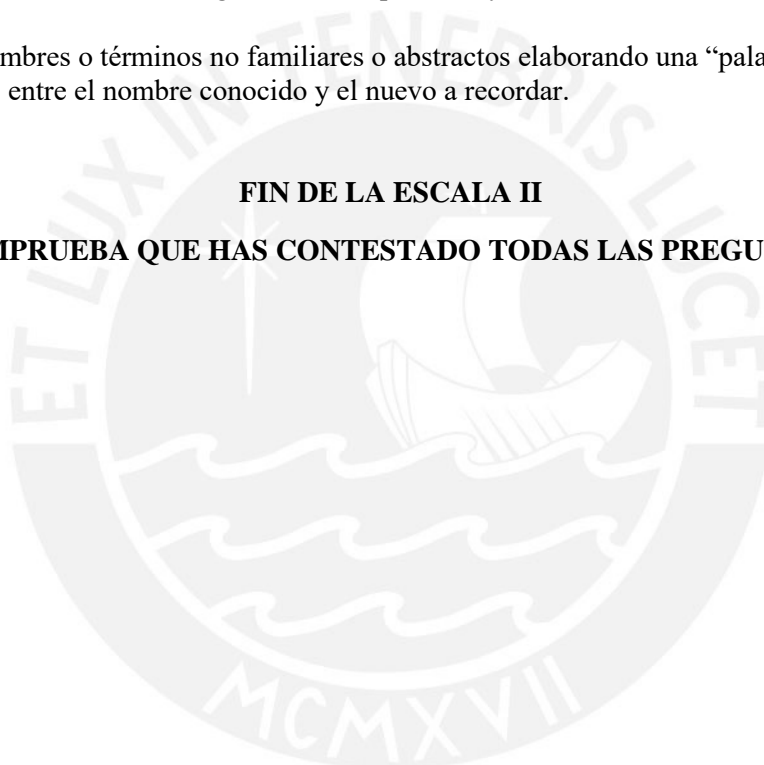 mbres o términos no familiares o abstractos elaborando una “pala
entre el nombre conocido y el nuevo a recordar.
FIN DE LA ESCALA II
MPRUEBA QUE HAS CONTESTADO TODAS LAS PREGU
ET LUX IN TENEBRIS LUCET
MCMXVII